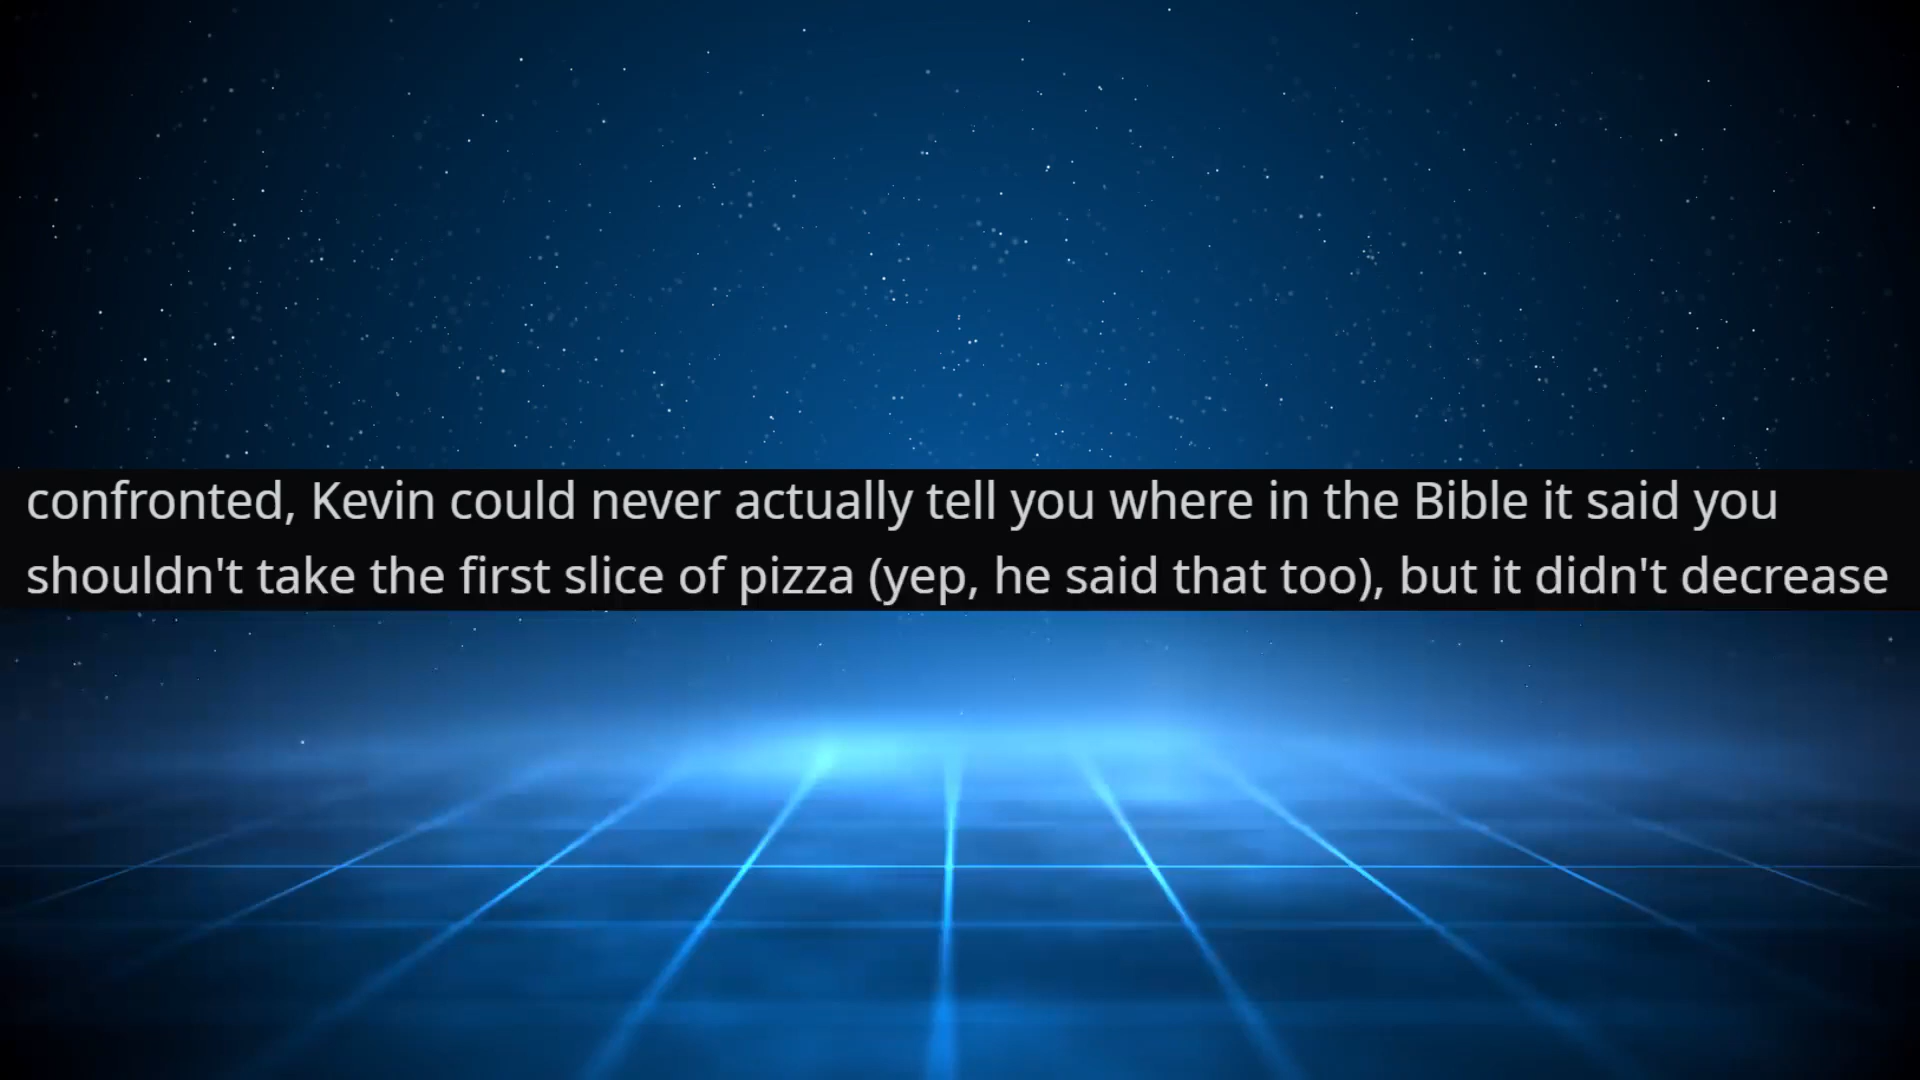 confronted, Kevin could never actually tell you where in the Bible it said you
shouldn't take the first slice of pizza (yep, he said that too), but it didn't decrease